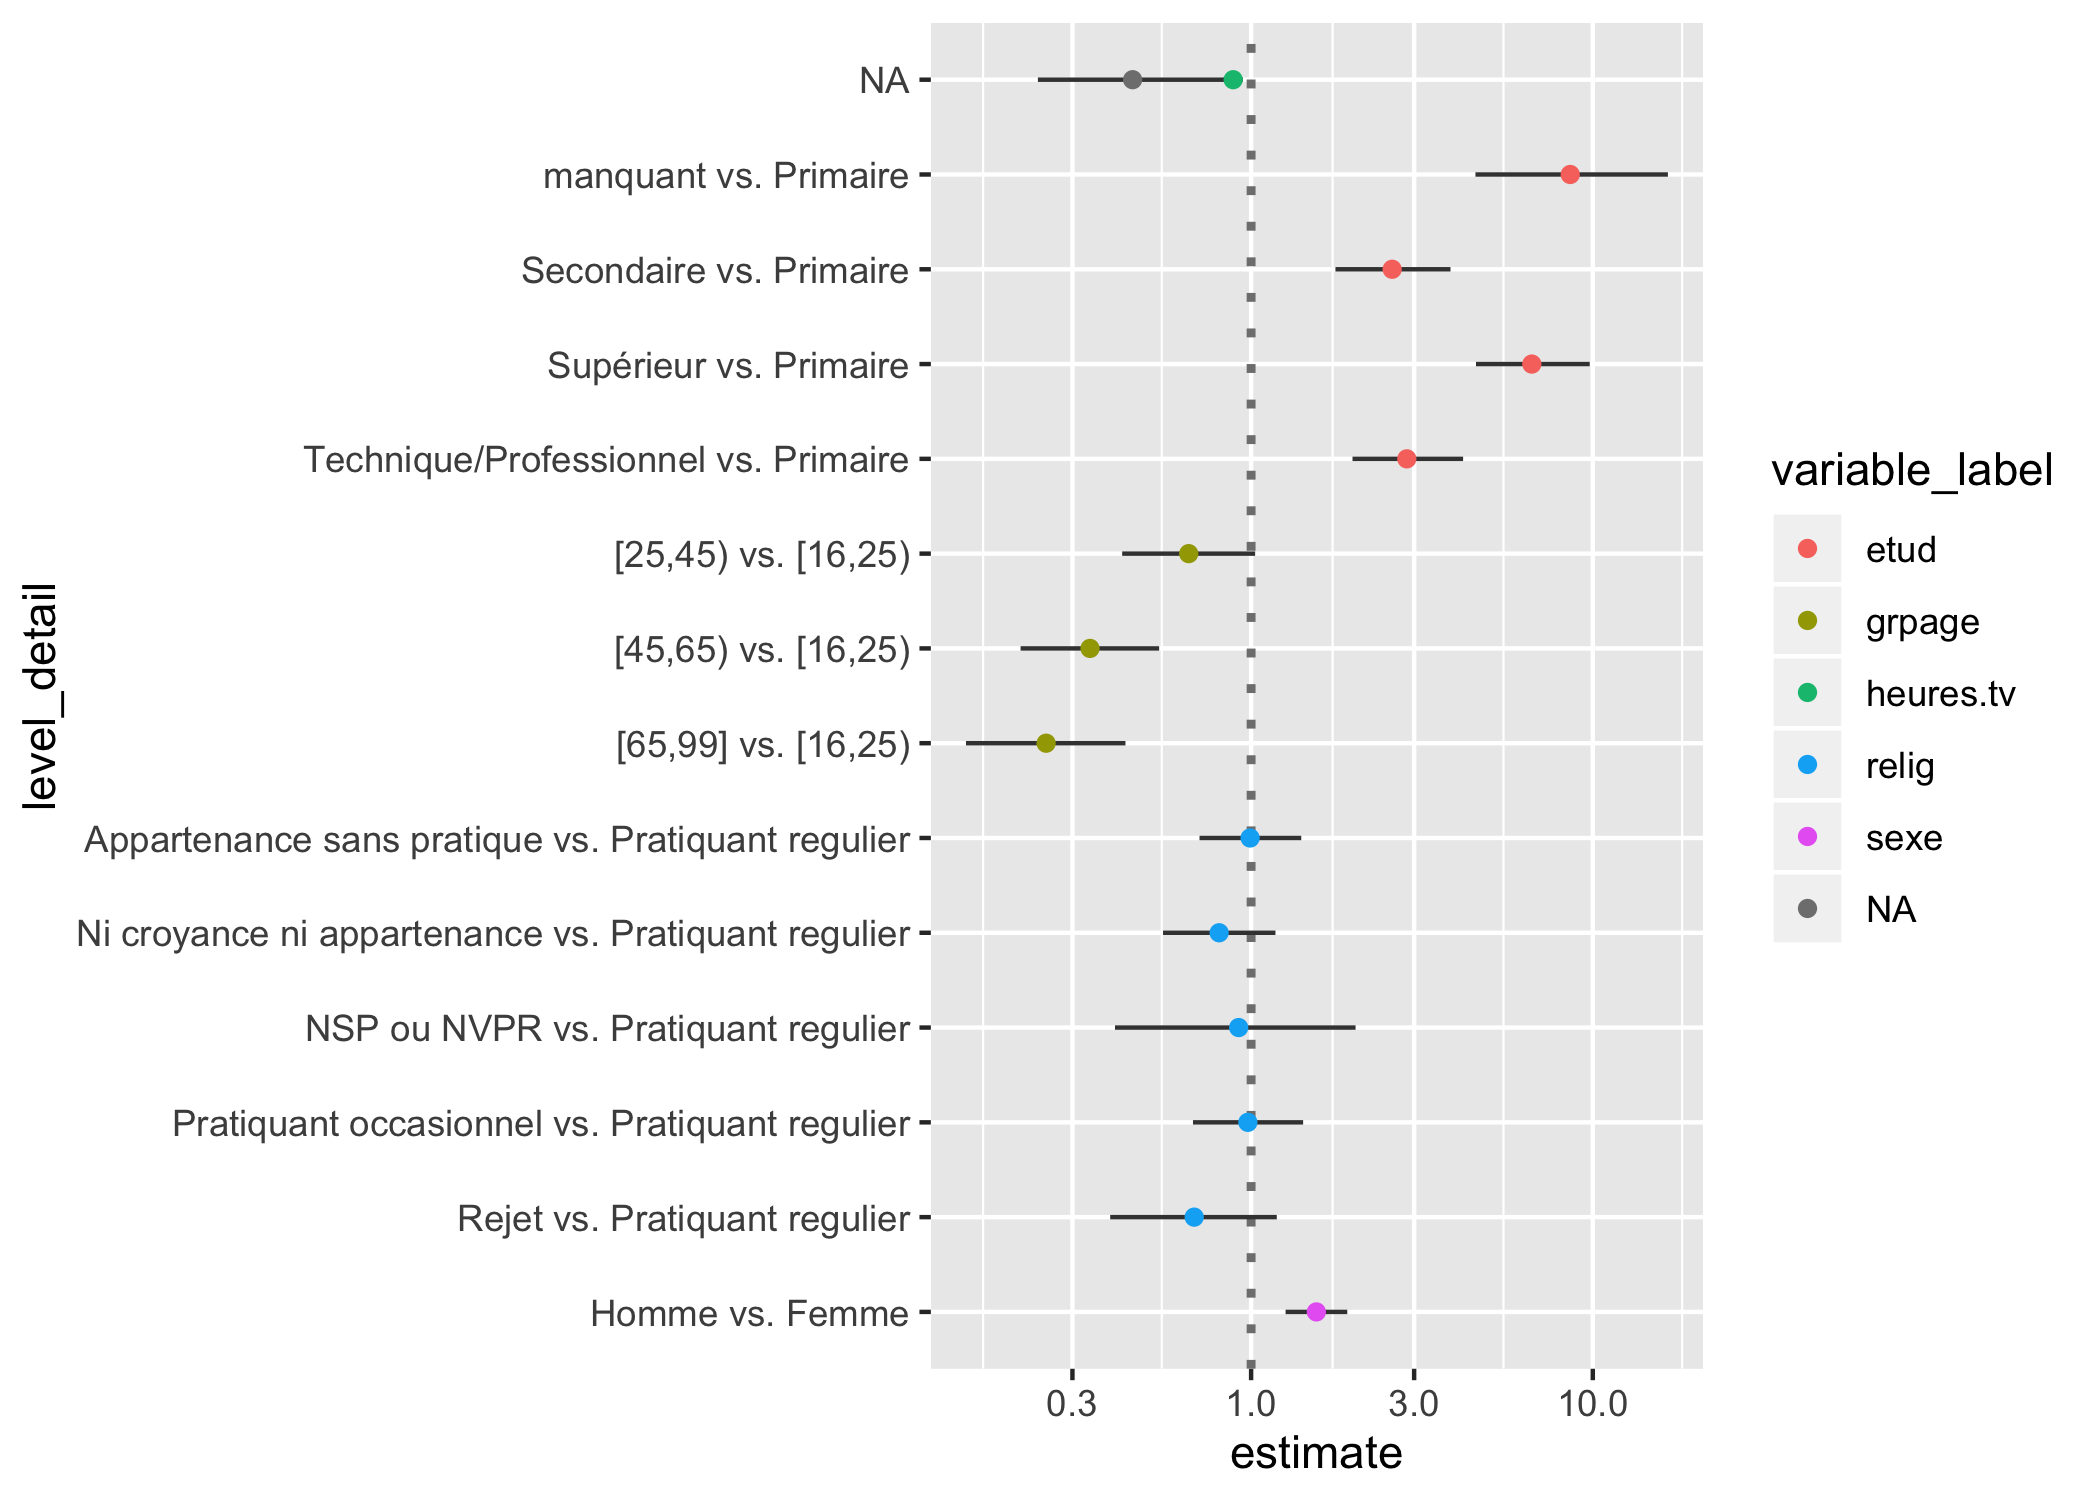 NA
manquant vs. Primaire
Secondaire vs. Primaire
Supérieur vs. Primaire
Technique/Professionnel vs. Primaire
[25,45) vs. [16,25)
[45,65) vs. [16,25)
[65,99] vs. [16,25)
Appartenance sans pratique vs. Pratiquant regulier
Ni croyance ni appartenance vs. Pratiquant regulier
NSP ou NVPR vs. Pratiquant regulier
Pratiquant occasionnel vs. Pratiquant regulier
Rejet vs. Pratiquant regulier
Homme vs. Femme
level_detail
0.3 1.0 3.0 10.0
estimate
variable_label
etud
grpage
heures.tv
relig
sexe
NA